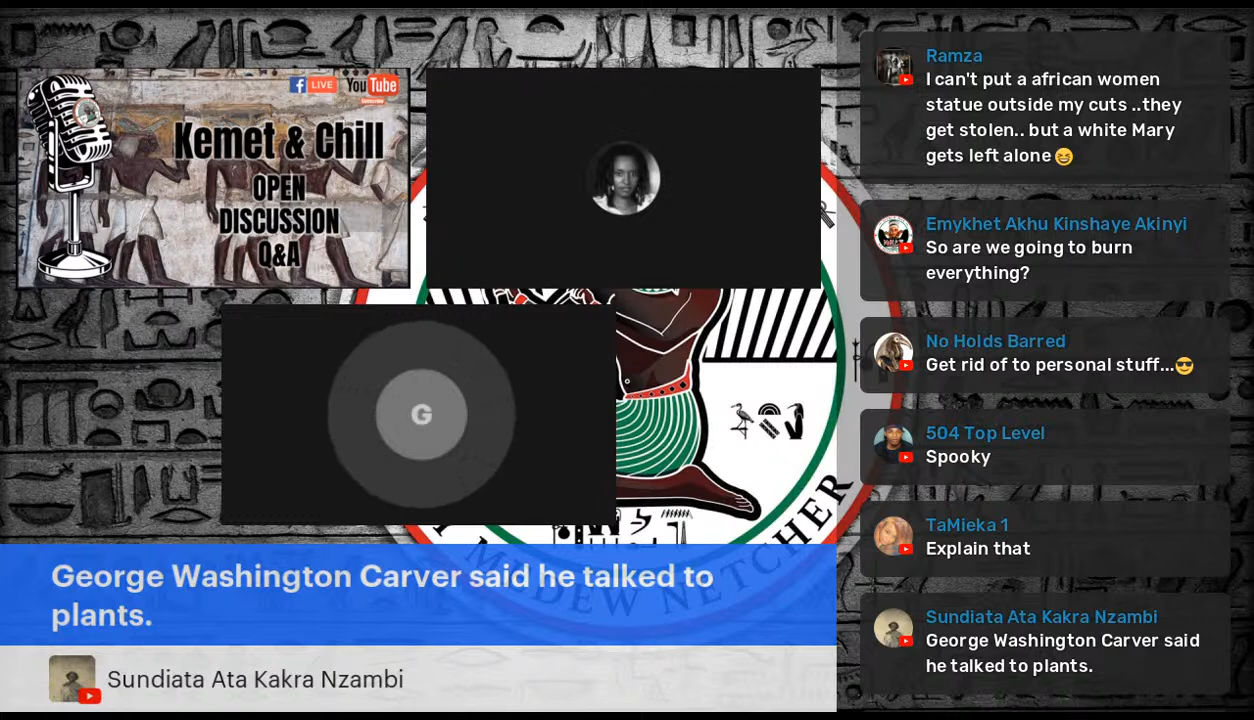 f LIVE YouTube
Subscribe
Kemet & Chill
OPEN
DISCUSSION
Q&A
G
MEDEW NETCHER
George Washington Carver said he talked to
plants.
Sundiata Ata Kakra Nzambi
Ramza
I can't put a african women
statue outside my cuts ..they
get stolen.. but a white Mary
gets left alone😆
Emykhet Akhu Kinshaye Akinyi
So are we going to burn
everything?
No Holds Barred
Get rid of to personal stuff...😎
504 Top Level
Spooky
TaMieka 1
Explain that
Sundiata Ata Kakra Nzambi
George Washington Carver said
he talked to plants.